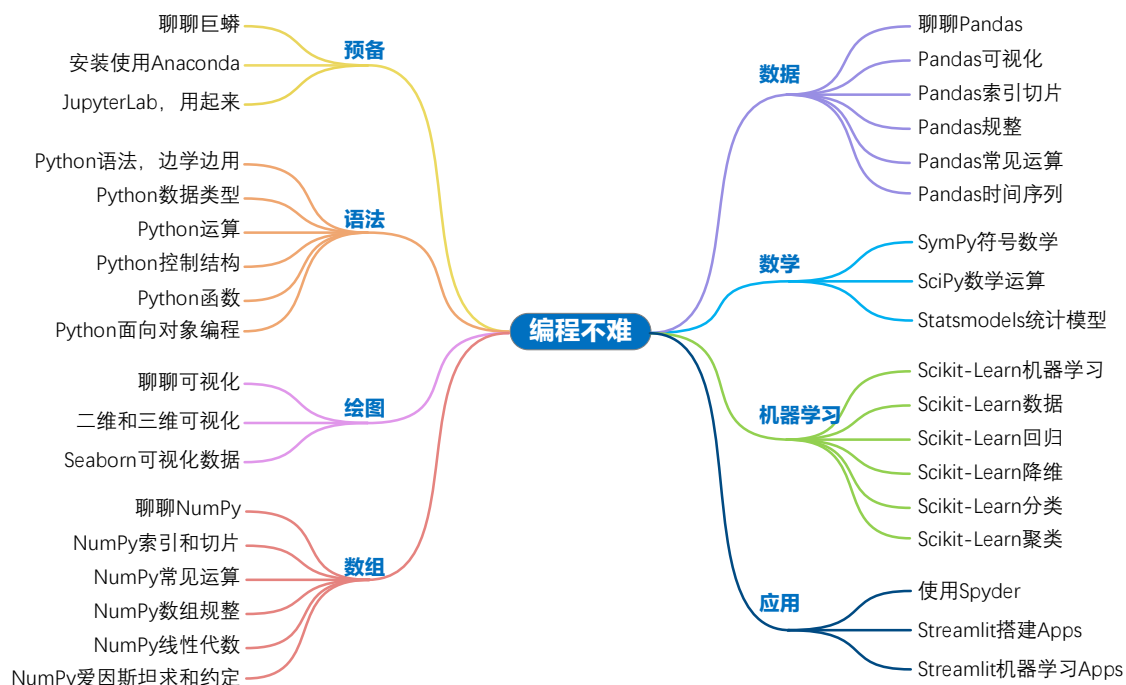 编程不难
预备
聊聊巨蟒
安装使用Anaconda
JupyterLab，用起来
语法
Python语法，边学边用
Python数据类型
Python运算
Python控制结构
Python函数
Python面向对象编程
绘图
聊聊可视化
二维和三维可视化
Seaborn可视化数据
数组
聊聊NumPy
NumPy索引和切片
NumPy常见运算
NumPy数组规整
NumPy线性代数
NumPy爱因斯坦求和约定
数据
聊聊Pandas
Pandas可视化
Pandas索引切片
Pandas规整
Pandas常见运算
Pandas时间序列
数学
SymPy符号数学
SciPy数学运算
Statsmodels统计模型
机器学习
Scikit-Learn机器学习
Scikit-Learn数据
Scikit-Learn回归
Scikit-Learn降维
Scikit-Learn分类
Scikit-Learn聚类
应用
使用Spyder
Streamlit搭建Apps
Streamlit机器学习Apps